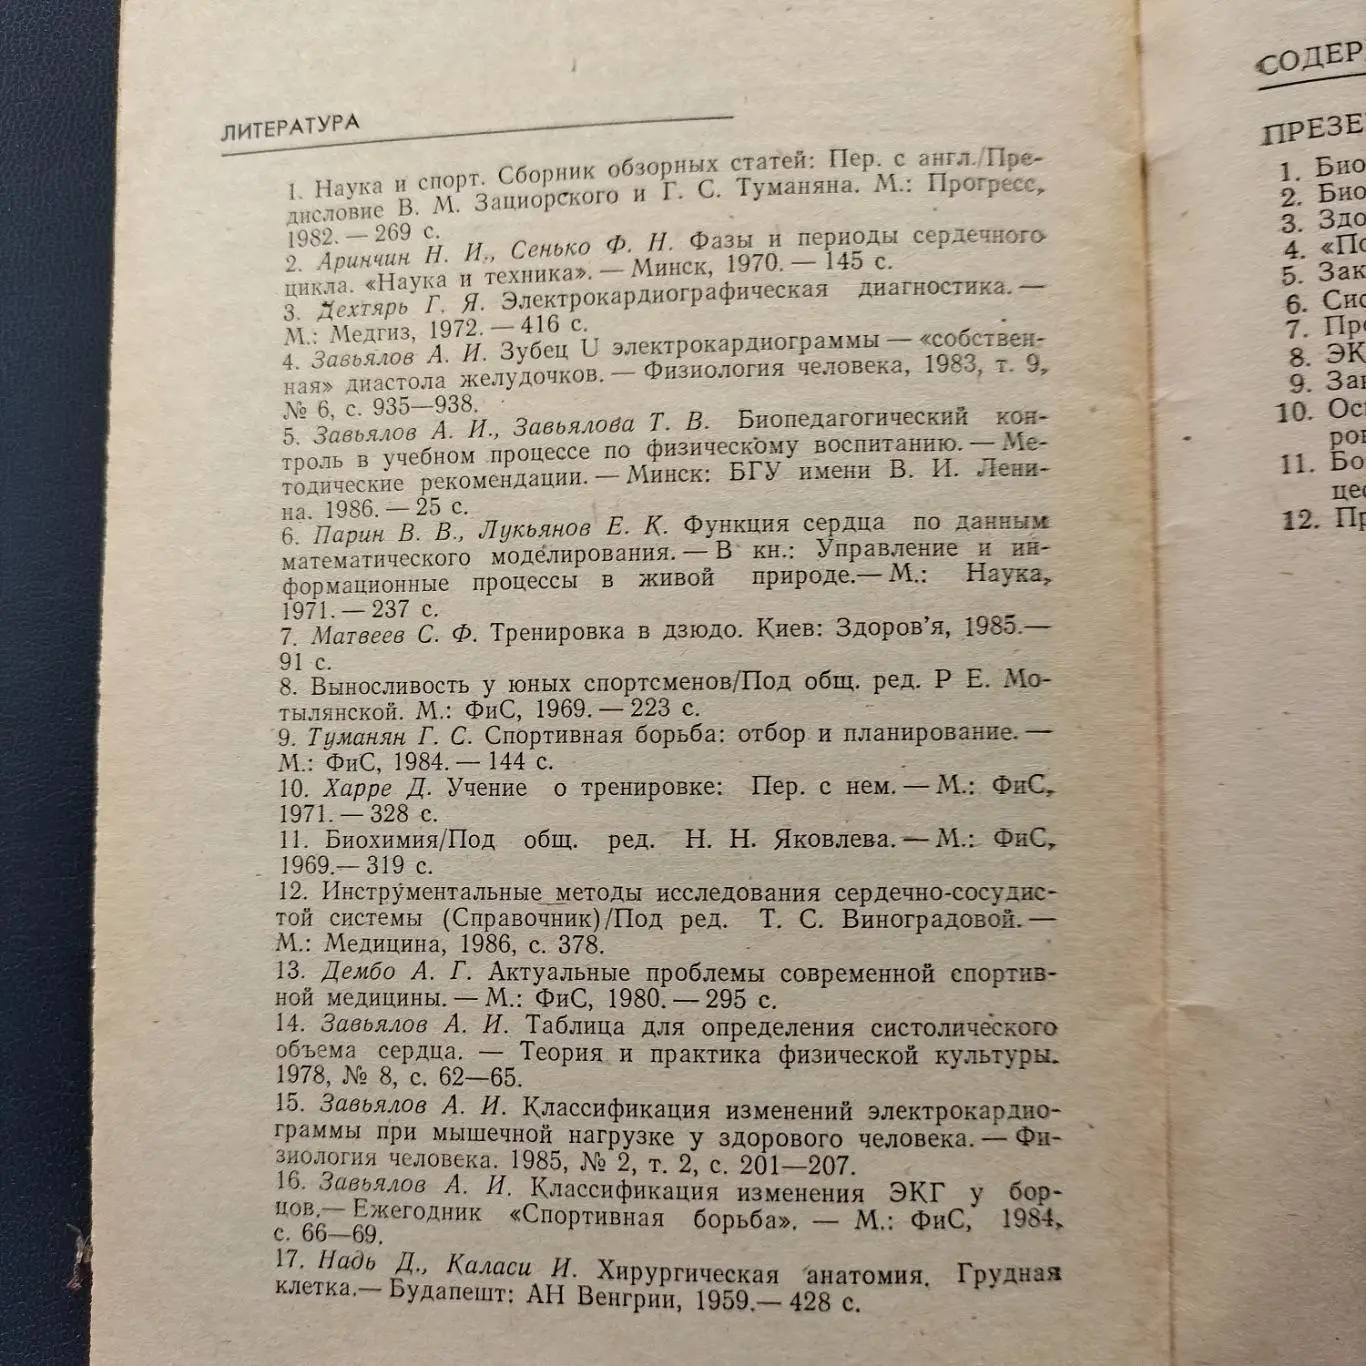 ЛИТЕРАТУРА
1. Наука и спорт. Сборник обзорных статей: Пер. с англ./Пре-
дисловие В. М. Зациорского и Г. С. Туманяна. М.: Прогресс,
1982. — 269 с.
2. Аринчин Н. И., Сенько Ф. Н. Фазы и периоды сердечного
цикла. «Наука и техника». — Минск, 1970. — 145 с.
3. Дехтярь Г. Я. Электрокардиографическая диагностика. —
М.: Медгиз, 1972. — 416 с.
4. Завьялов А. И. Зубец U электрокардиограммы — «собствен-
ная» диастола желудочков. — Физиология человека, 1983, т. 9,
№ 6, с. 935—938.
5. Завьялов А. И., Завьялова Т. В. Биопедагогический кон-
троль в учебном процессе по физическому воспитанию. — Ме-
тодические рекомендации. — Минск: БГУ имени В. И. Лени-
на. 1986. — 25 с.
6. Парин В. В., Лукьянов Е. К. Функция сердца по данным
математического моделирования. — В кн.: Управление и ин-
формационные процессы в живой природе.— М.: Наука,
1971. — 237 с.
7. Матвеев С. Ф. Тренировка в дзюдо. Киев: Здоров'я, 1985.—
91 с.
8. Выносливость у юных спортсменов/Под общ. ред. Р Е. Мо-
тылянской. М.: ФиС, 1969. — 223 с.
9. Туманян Г. С. Спортивная борьба: отбор и планирование. —
М.: ФиС, 1984. — 144 с.
10. Харре Д. Учение о тренировке: Пер. с нем. — М.: ФиС,
1971. — 328 с.
11. Биохимия/Под общ. ред. Н. Н. Яковлева. — М.: ФиС,
1969.— 319 с.
12. Инструментальные методы исследования сердечно-сосудис-
той системы (Справочник)/Под ред. Т. С. Виноградовой. —
М.: Медицина, 1986, с. 378.
13. Дембо А. Г. Актуальные проблемы современной спортив-
ной медицины. — М.: ФиС, 1980. — 295 с.
14. Завьялов А. И. Таблица для определения систолического
объема сердца. — Теория и практика физической культуры.
1978, № 8, с. 62—65.
15. Завьялов А. И. Классификация изменений электрокардио-
граммы при мышечной нагрузке у здорового человека. — Фи-
зиология человека. 1985, № 2, т. 2, с. 201—207.
16. Завьялов А. И. Классификация изменения ЭКГ у бор-
цов.— Ежегодник «Спортивная борьба». — М.: ФиС, 1984,
с. 66—69.
17. Надь Д., Каласи И. Хирургическая анатомия. Грудная
клетка.— Будапешт: АН Венгрии, 1959.— 428 с.
СОДЕР
ПРЕЗЕ
1. Био
2. Био
3. Здо
4. «По
5. Зак
6. Сис
7. Про
8. ЭК
9. Зак
10. Ос
ров
11. Бо
цес
12. Пр